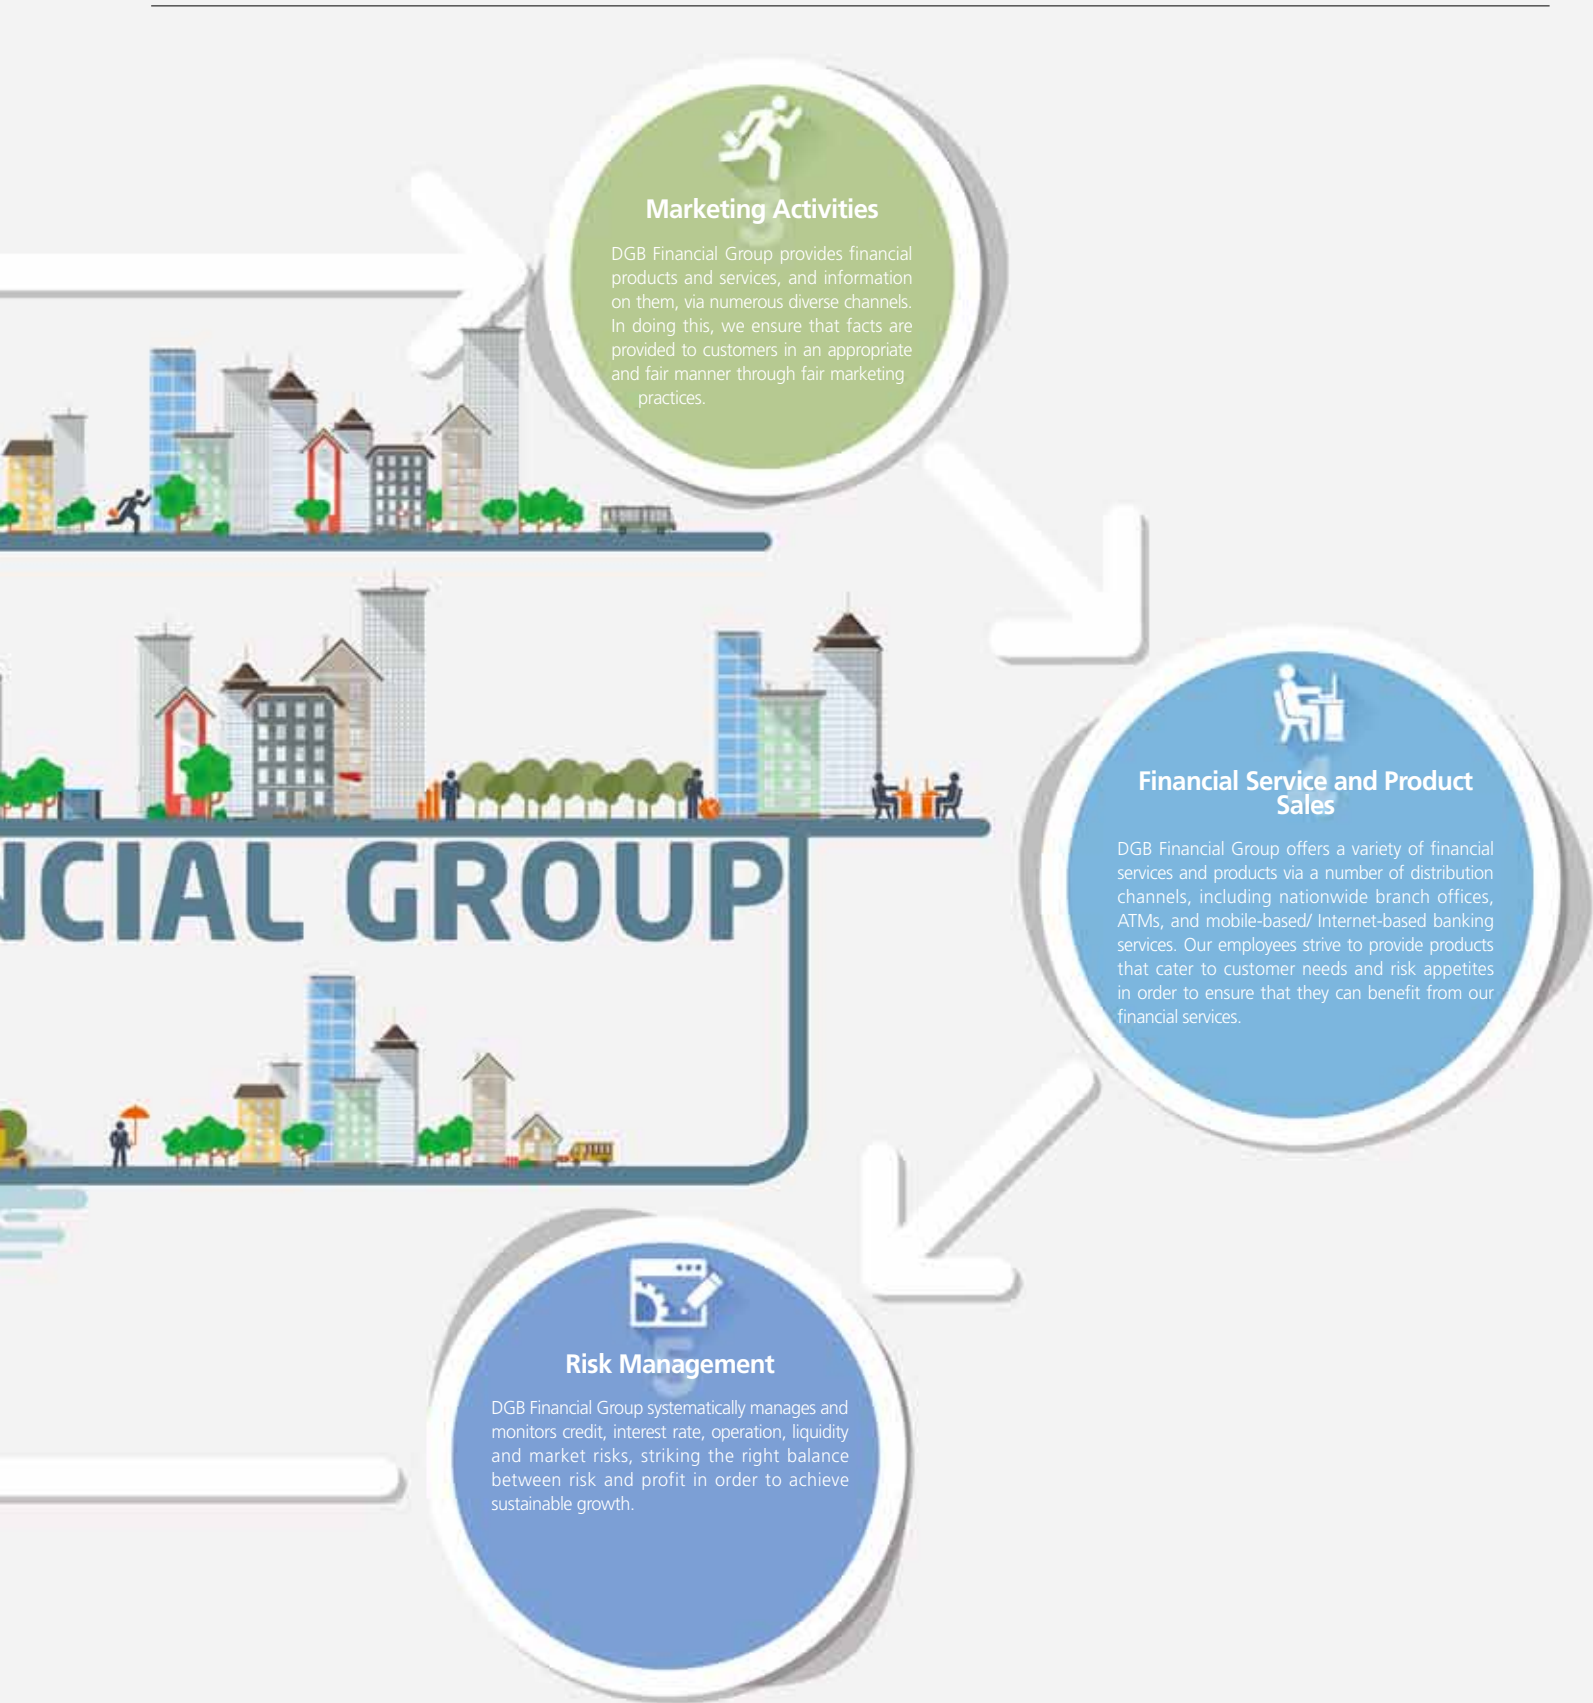 3
Marketing Activities
DGB Financial Group provides financial
products and services, and information
on them, via numerous diverse channels.
In doing this, we ensure that facts are
provided to customers in an appropriate
and fair manner through fair marketing
practices.
4
Financial Service and Product
Sales
DGB Financial Group offers a variety of financial
services and products via a number of distribution
channels, including nationwide branch offices,
ATMs, and mobile-based/ Internet-based banking
services. Our employees strive to provide products
that cater to customer needs and risk appetites
in order to ensure that they can benefit from our
financial services.
NCIAL GROUP
5
Risk Management
DGB Financial Group systematically manages and
monitors credit, interest rate, operation, liquidity
and market risks, striking the right balance
between risk and profit in order to achieve
sustainable growth.